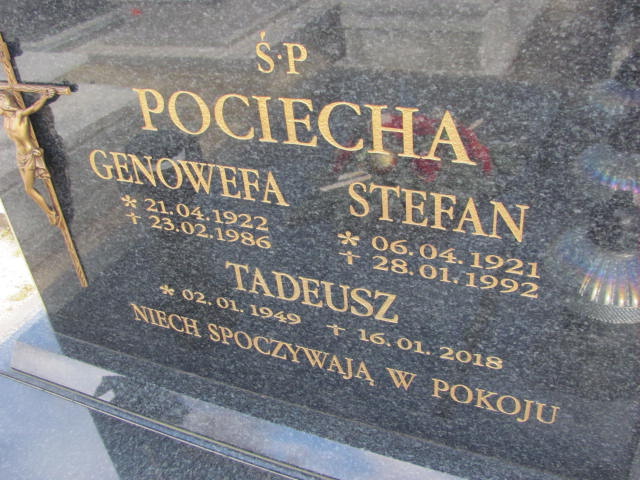 Ś.P
POCIECHA
GENOWEFA
* 21.04.1922
+ 23.02.1986
STEFAN
* 06.04.1921
+ 28.01.1992
TADEUSZ
* 02.01.1949 + 16.01.2018
NIECH SPOCZYWAJĄ W POKOJU